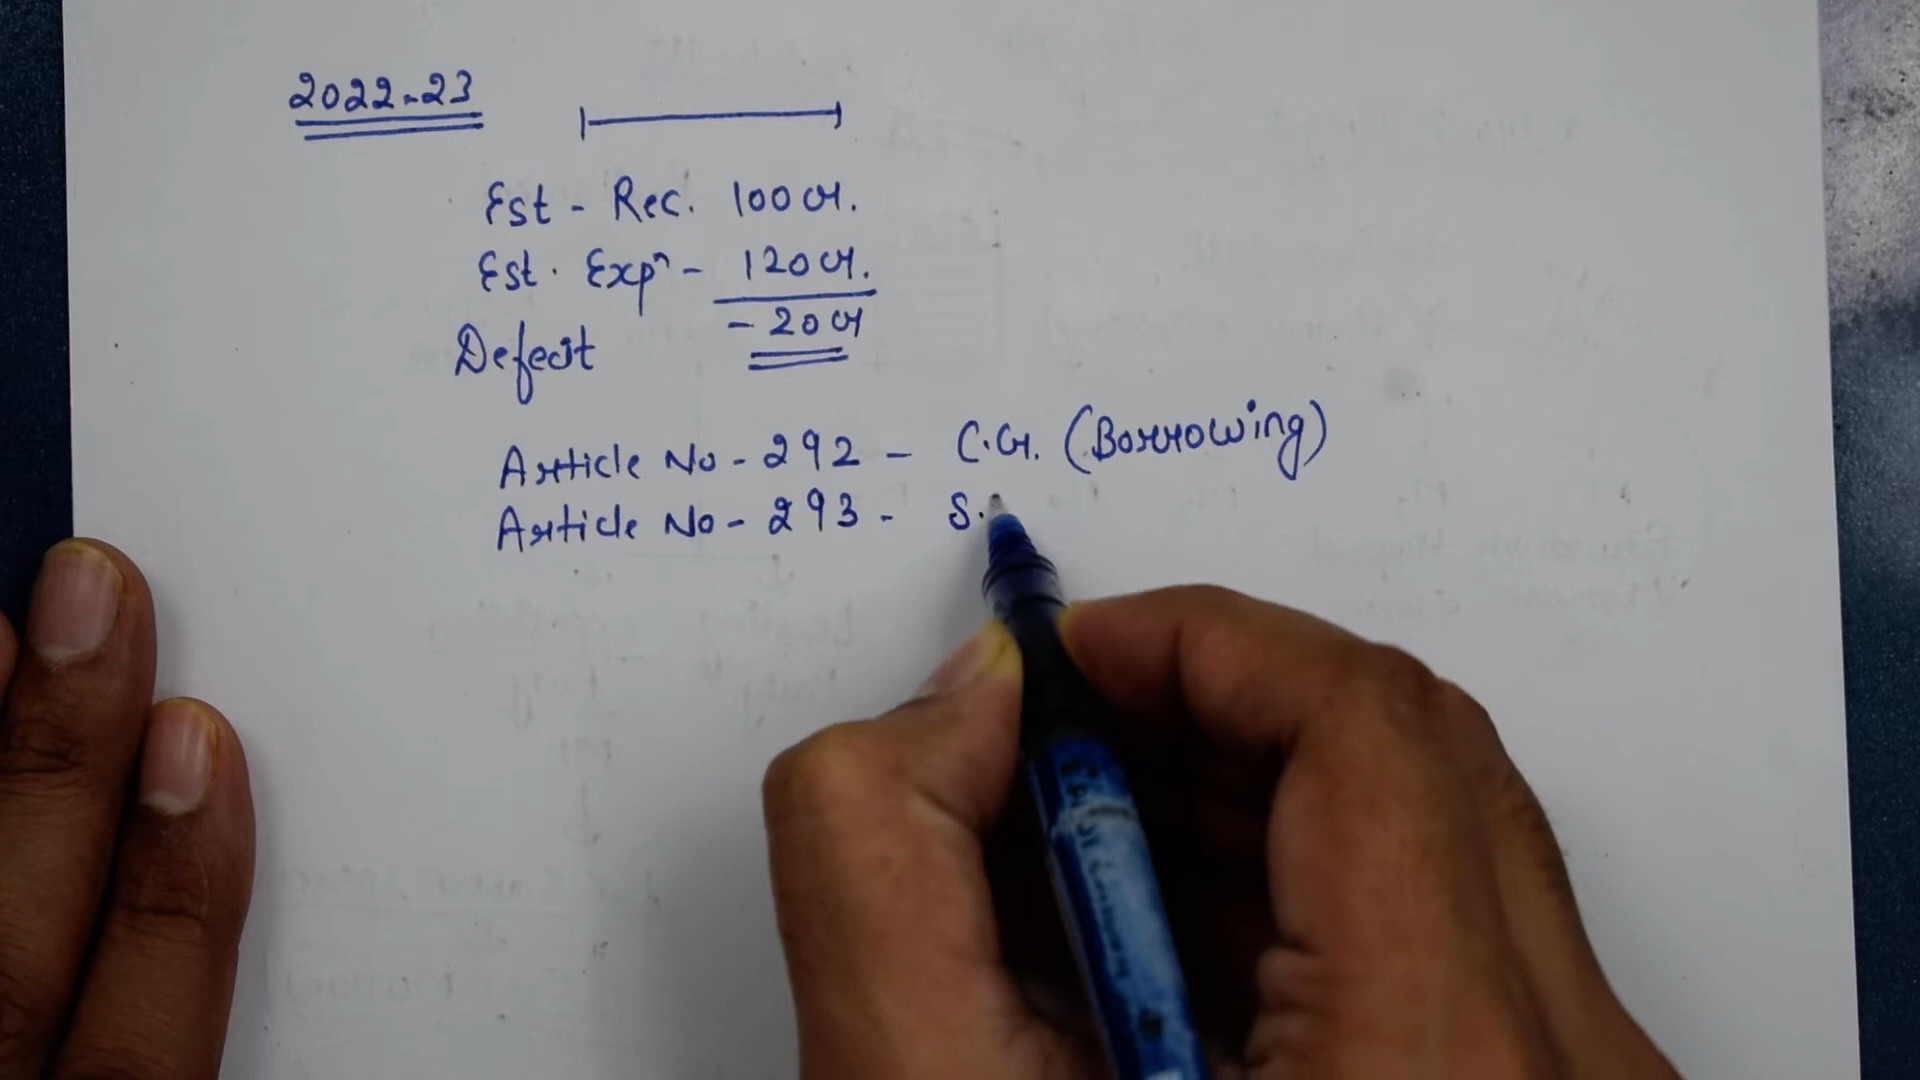 2022-23
Est - Rec. 100 cr.
Est. Expⁿ - 120 cr.
- 20 cr
Defecit
Article No - 292 - C.G. (Borrowing)
Article No - 293 - S.